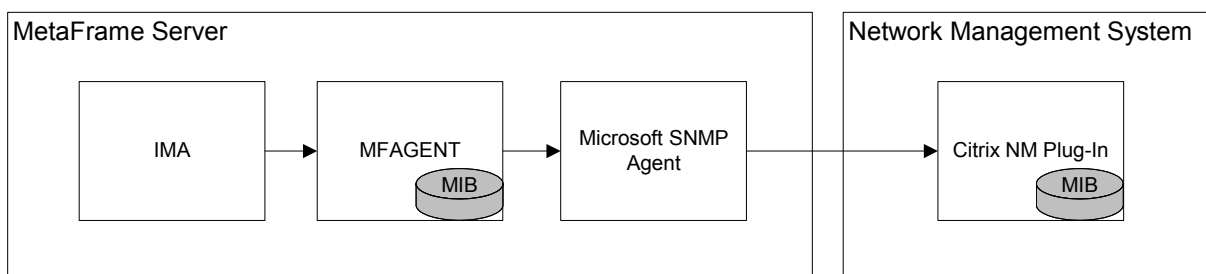 MetaFrame Server
Network Management System
IMA
MFAGENT
MIB
Microsoft SNMP
Agent
Citrix NM Plug-In
MIB